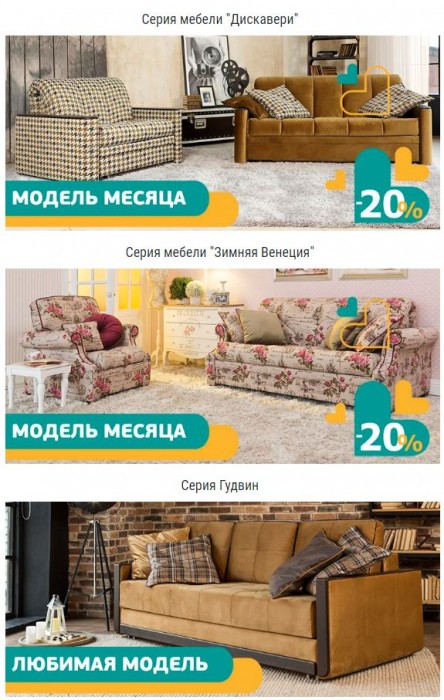 Серия мебели "Дискавери"
МОДЕЛЬ МЕСЯЦА
-20%
Серия мебели "Зимняя Венеция"
МОДЕЛЬ МЕСЯЦА
-20%
Серия Гудвин
ЛЮБИМАЯ МОДЕЛЬ